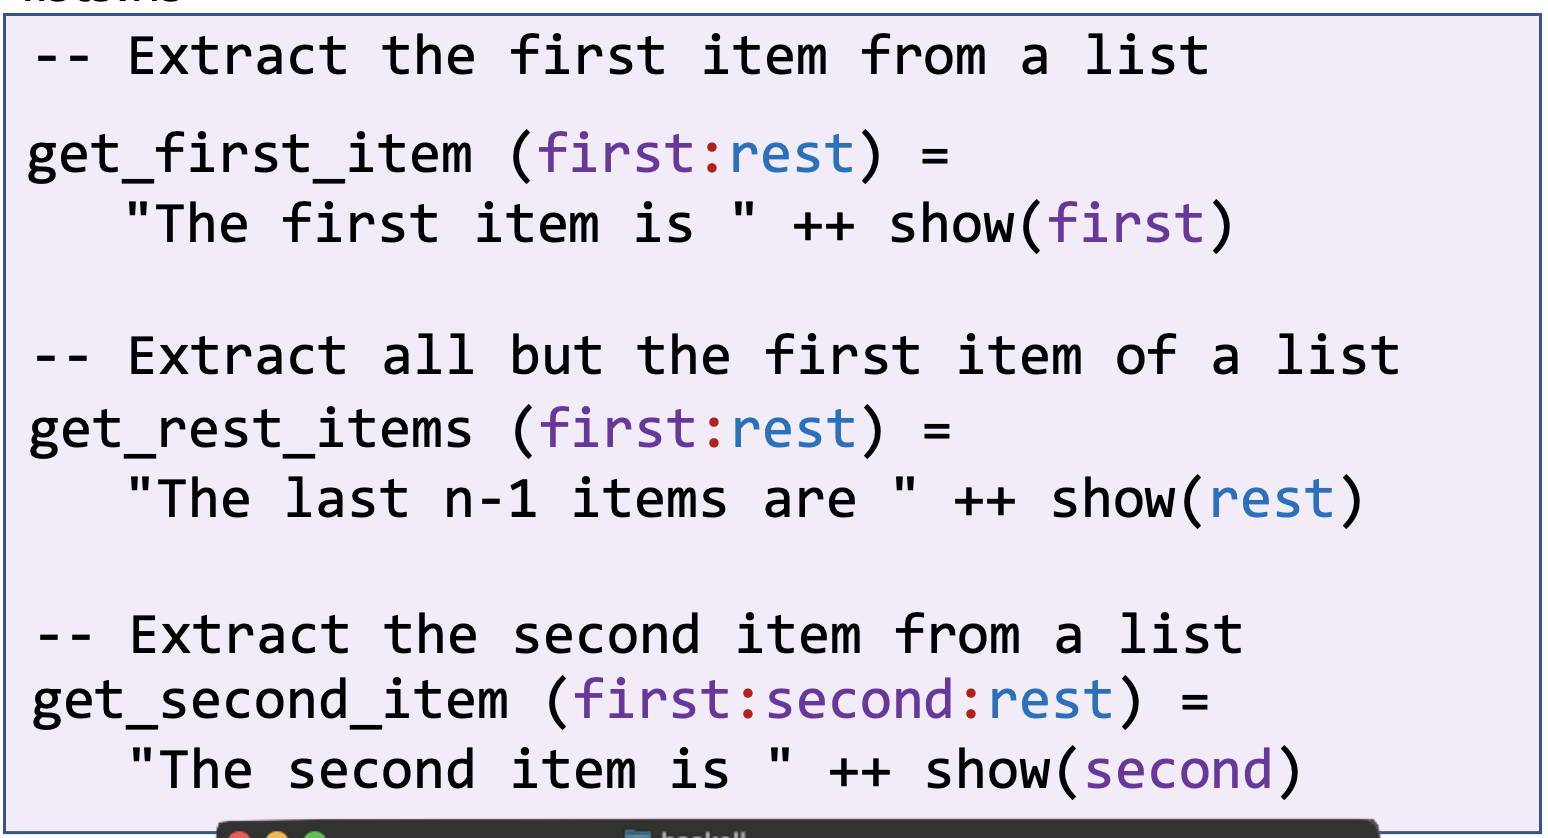 -- Extract the first item from a list
get_first_item (first:rest) =
   "The first item is " ++ show(first)
-- Extract all but the first item of a list
get_rest_items (first:rest) =
   "The last n-1 items are " ++ show(rest)
-- Extract the second item from a list
get_second_item (first:second:rest) =
   "The second item is " ++ show(second)